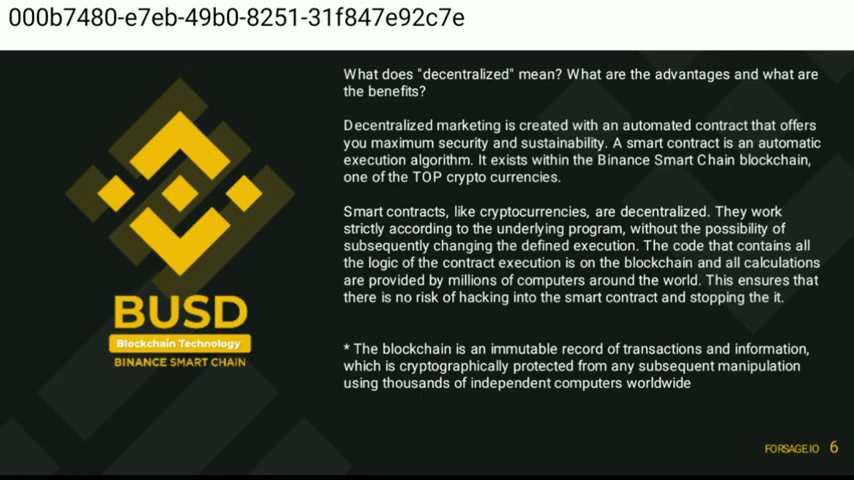 000b7480-e7eb-49b0-8251-31f847e92c7e
What does "decentralized" mean? What are the advantages and what are
the benefits?
Decentralized marketing is created with an automated contract that offers
you maximum security and sustainability. A smart contract is an automatic
execution algorithm. It exists within the Binance Smart Chain blockchain,
one of the TOP crypto currencies.
Smart contracts, like cryptocurrencies, are decentralized. They work
strictly according to the underlying program, without the possibility of
subsequently changing the defined execution. The code that contains all
the logic of the contract execution is on the blockchain and all calculations
are provided by millions of computers around the world. This ensures that
there is no risk of hacking into the smart contract and stopping the it.
* The blockchain is an immutable record of transactions and information,
which is cryptographically protected from any subsequent manipulation
using thousands of independent computers worldwide
BUSD
Blockchain Technology
BINANCE SMART CHAIN
FORSAGE.IO 6